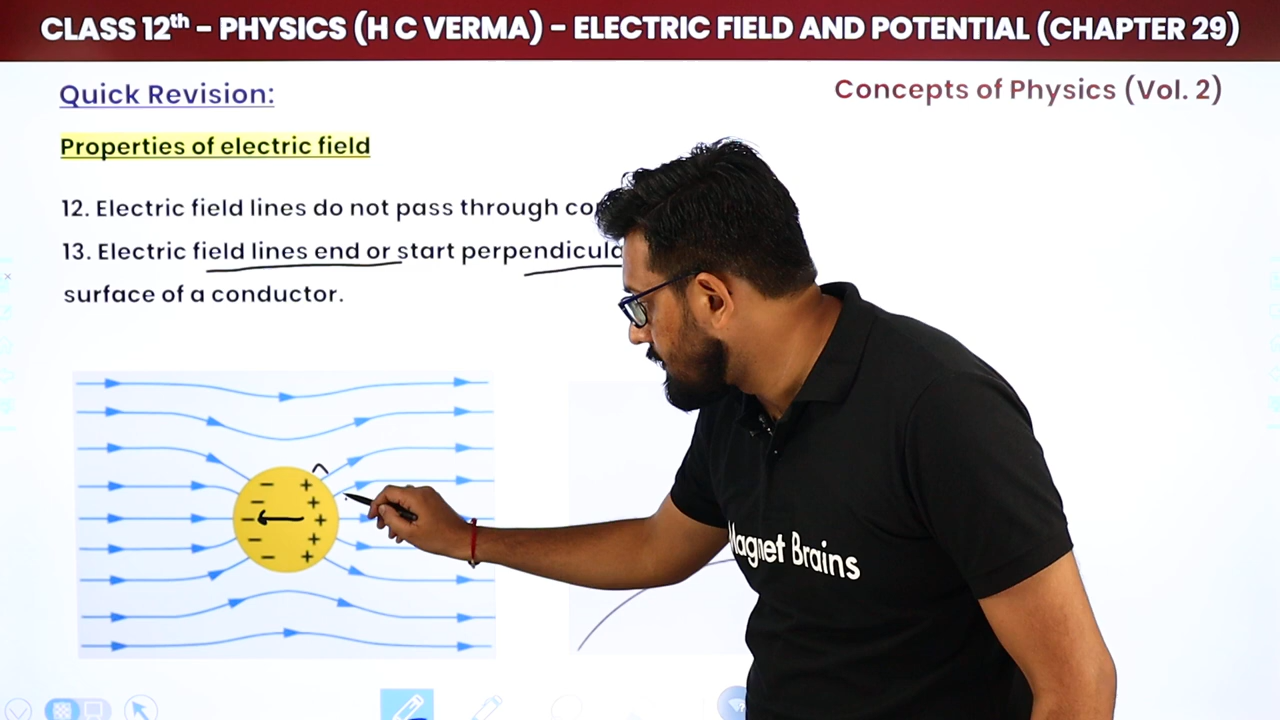 CLASS 12th - PHYSICS (H C VERMA) - ELECTRIC FIELD AND POTENTIAL (CHAPTER 29)
Quick Revision:
Concepts of Physics (Vol. 2)
Properties of electric field
12. Electric field lines do not pass through
13. Electric field lines end or start
surface of a conductor.
Magnet Brains